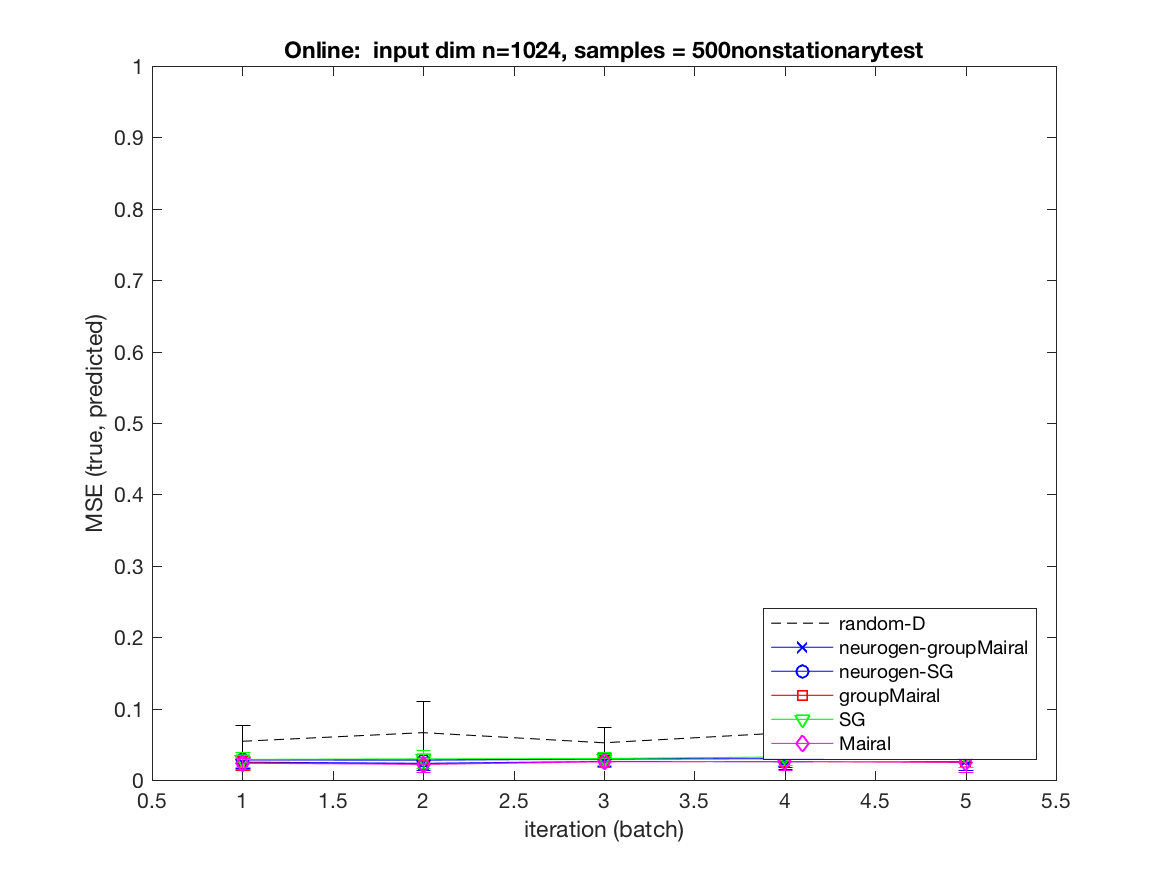 Online:  input dim n=1024, samples = 500nonstationarytest
1
0.9
0.8
0.7
0.6
0.5
0.4
0.3
0.2
0.1
0
MSE (true, predicted)
random-D
neurogen-groupMairal
neurogen-SG
groupMairal
SG
Mairal
0.5 1 1.5 2 2.5 3 3.5 4 4.5 5 5.5
iteration (batch)